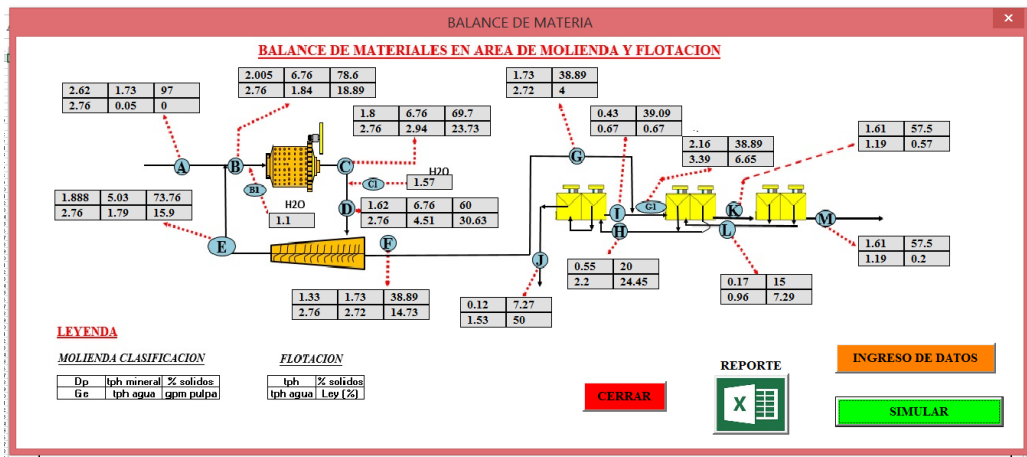 BALANCE DE MATERIA
×
BALANCE DE MATERIALES EN AREA DE MOLIENDA Y FLOTACION
2.62 1.73 97
2.76 0.05 0
2.005 6.76 78.6
2.76 1.84 18.89
1.8 6.76 69.7
2.76 2.94 23.73
1.73 38.89
2.72 4
0.43 39.09
0.67 0.67
2.16 38.89
3.39 6.65
1.61 57.5
1.19 0.57
A
B
C
G
H2O
B1
C1
1.57
H2O
1.1
D
1.62 6.76 60
2.76 4.51 30.63
1.888 5.03 73.76
2.76 1.79 15.9
E
F
I
G1
K
M
H
L
J
1.61 57.5
1.19 0.2
0.55 20
2.2 24.45
0.17 15
0.96 7.29
1.33 1.73 38.89
2.76 2.72 14.73
0.12 7.27
1.53 50
LEYENDA
MOLIENDA CLASIFICACION
Dp tph mineral % solidos
Ge tph agua gpm pulpa
FLOTACION
tph % solidos
tph agua Ley (%)
CERRAR
REPORTE
X
INGRESO DE DATOS
SIMULAR